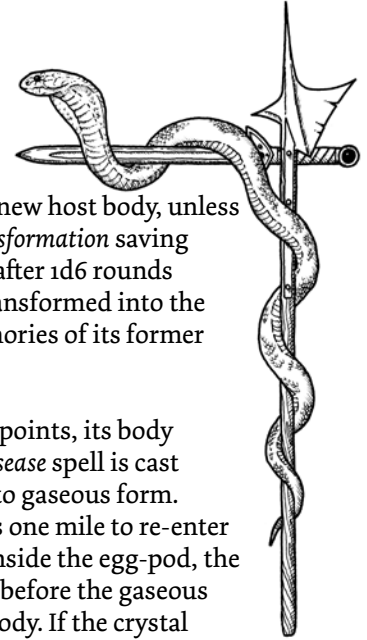 new host body, unless
sformation saving
after 1d6 rounds
ansformed into the
nories of its former
points, its body
sease spell is cast
to gaseous form.
s one mile to re-enter
nside the egg-pod, the
before the gaseous
ody. If the crystal